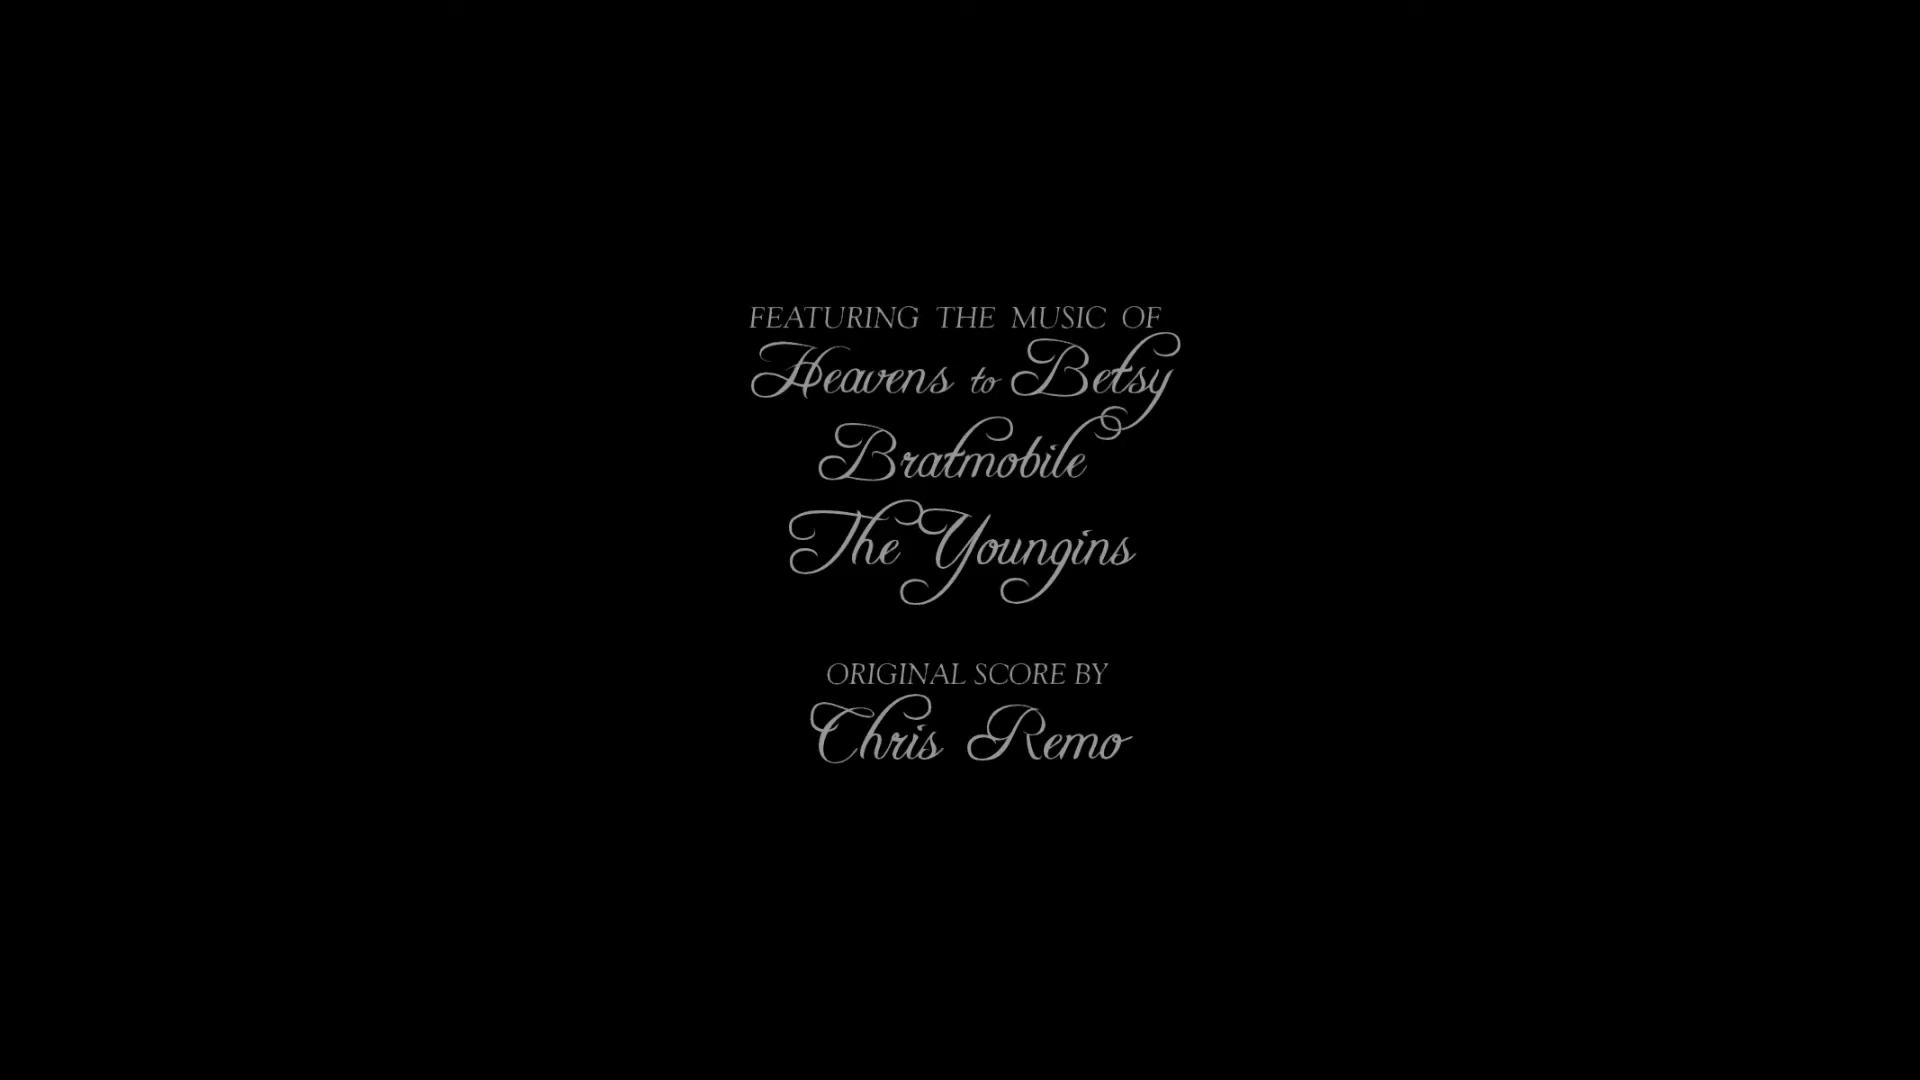 FEATURING THE MUSIC OF
Heavens to Betsy
Bratmobile
The Youngins
ORIGINAL SCORE BY
Chris Remo